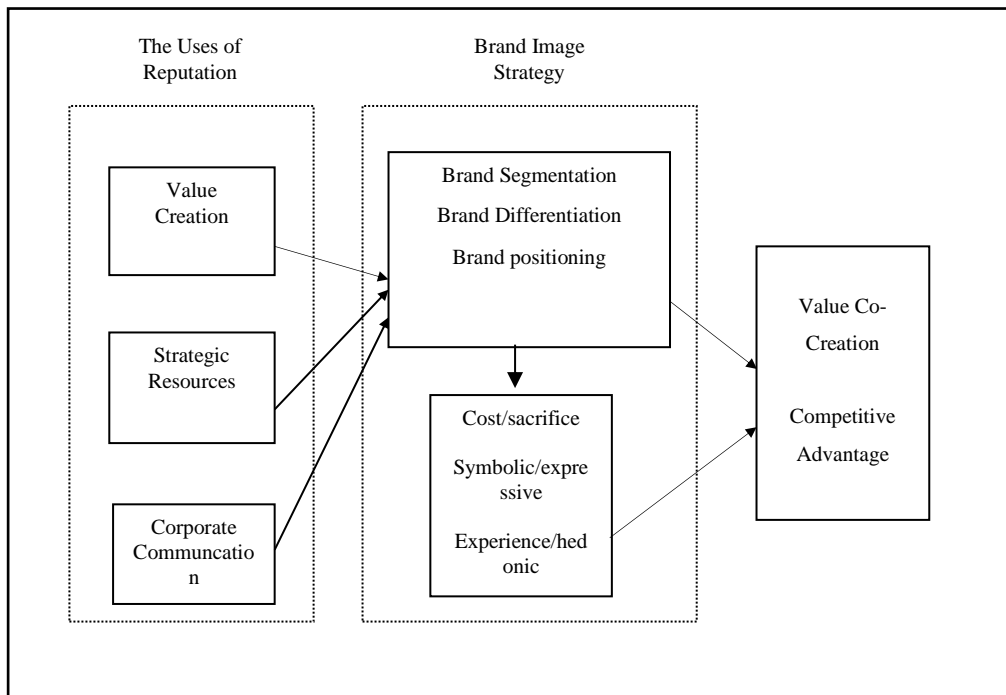 The Uses of
Reputation
Brand Image
Strategy
Value
Creation
Strategic
Resources
Corporate
Communcatio
n
Brand Segmentation
Brand Differentiation
Brand positioning
Cost/sacrifice
Symbolic/expre
ssive
Experience/hed
onic
Value Co-
Creation
Competitive
Advantage